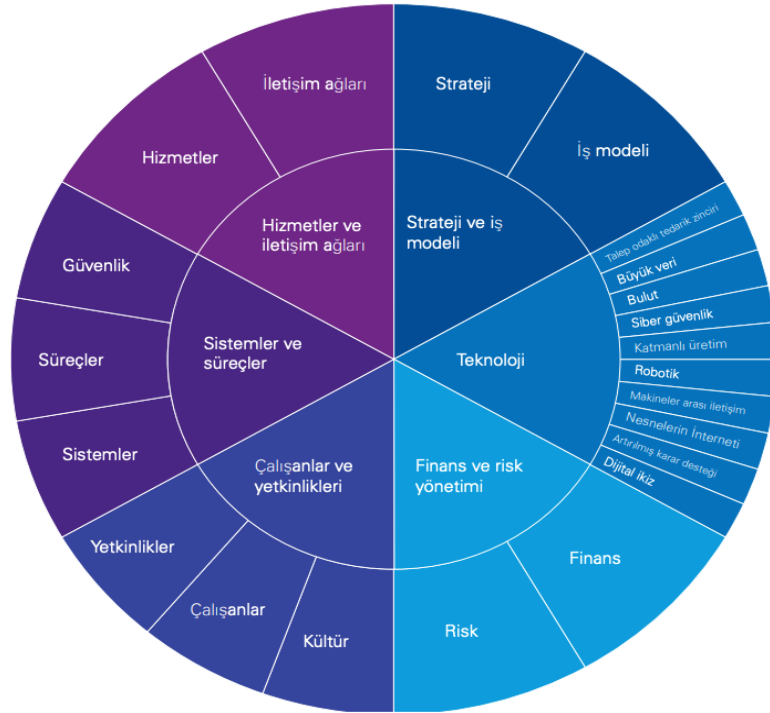 İletişim ağları
Strateji
Hizmetler
İş modeli
Hizmetler ve
iletişim ağları
Strateji ve iş
modeli
Talep odaklı tedarik zinciri
Büyük veri
Bulut
Siber güvenlik
Katmanlı üretim
Robotik
Makineler arası iletişim
Nesnelerin İnterneti
Artırılmış karar desteği
Dijital ikiz
Güvenlik
Süreçler
Sistemler
Sistemler ve
süreçler
Teknoloji
Çalışanlar ve
yetkinlikleri
Finans ve risk
yönetimi
Yetkinlikler
Çalışanlar
Kültür
Risk
Finans